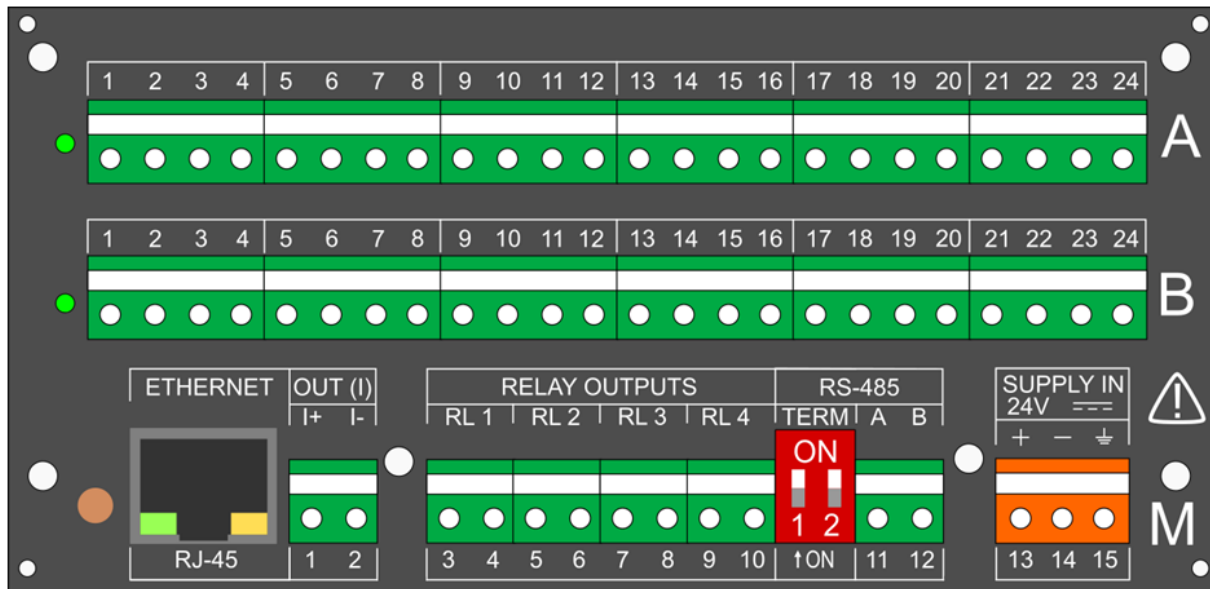 1 2 3 4 5 6 7 8 9 10 11 12 13 14 15 16 17 18 19 20 21 22 23 24
A
1 2 3 4 5 6 7 8 9 10 11 12 13 14 15 16 17 18 19 20 21 22 23 24
B
ETHERNET OUT (I) RELAY OUTPUTS RS-485 SUPPLY IN
24V
I+ I- RL 1 RL 2 RL 3 RL 4 TERM A B
+ −
ON
1 2
M
RJ-45 1 2 3 4 5 6 7 8 9 10 ↑ON 11 12 13 14 15